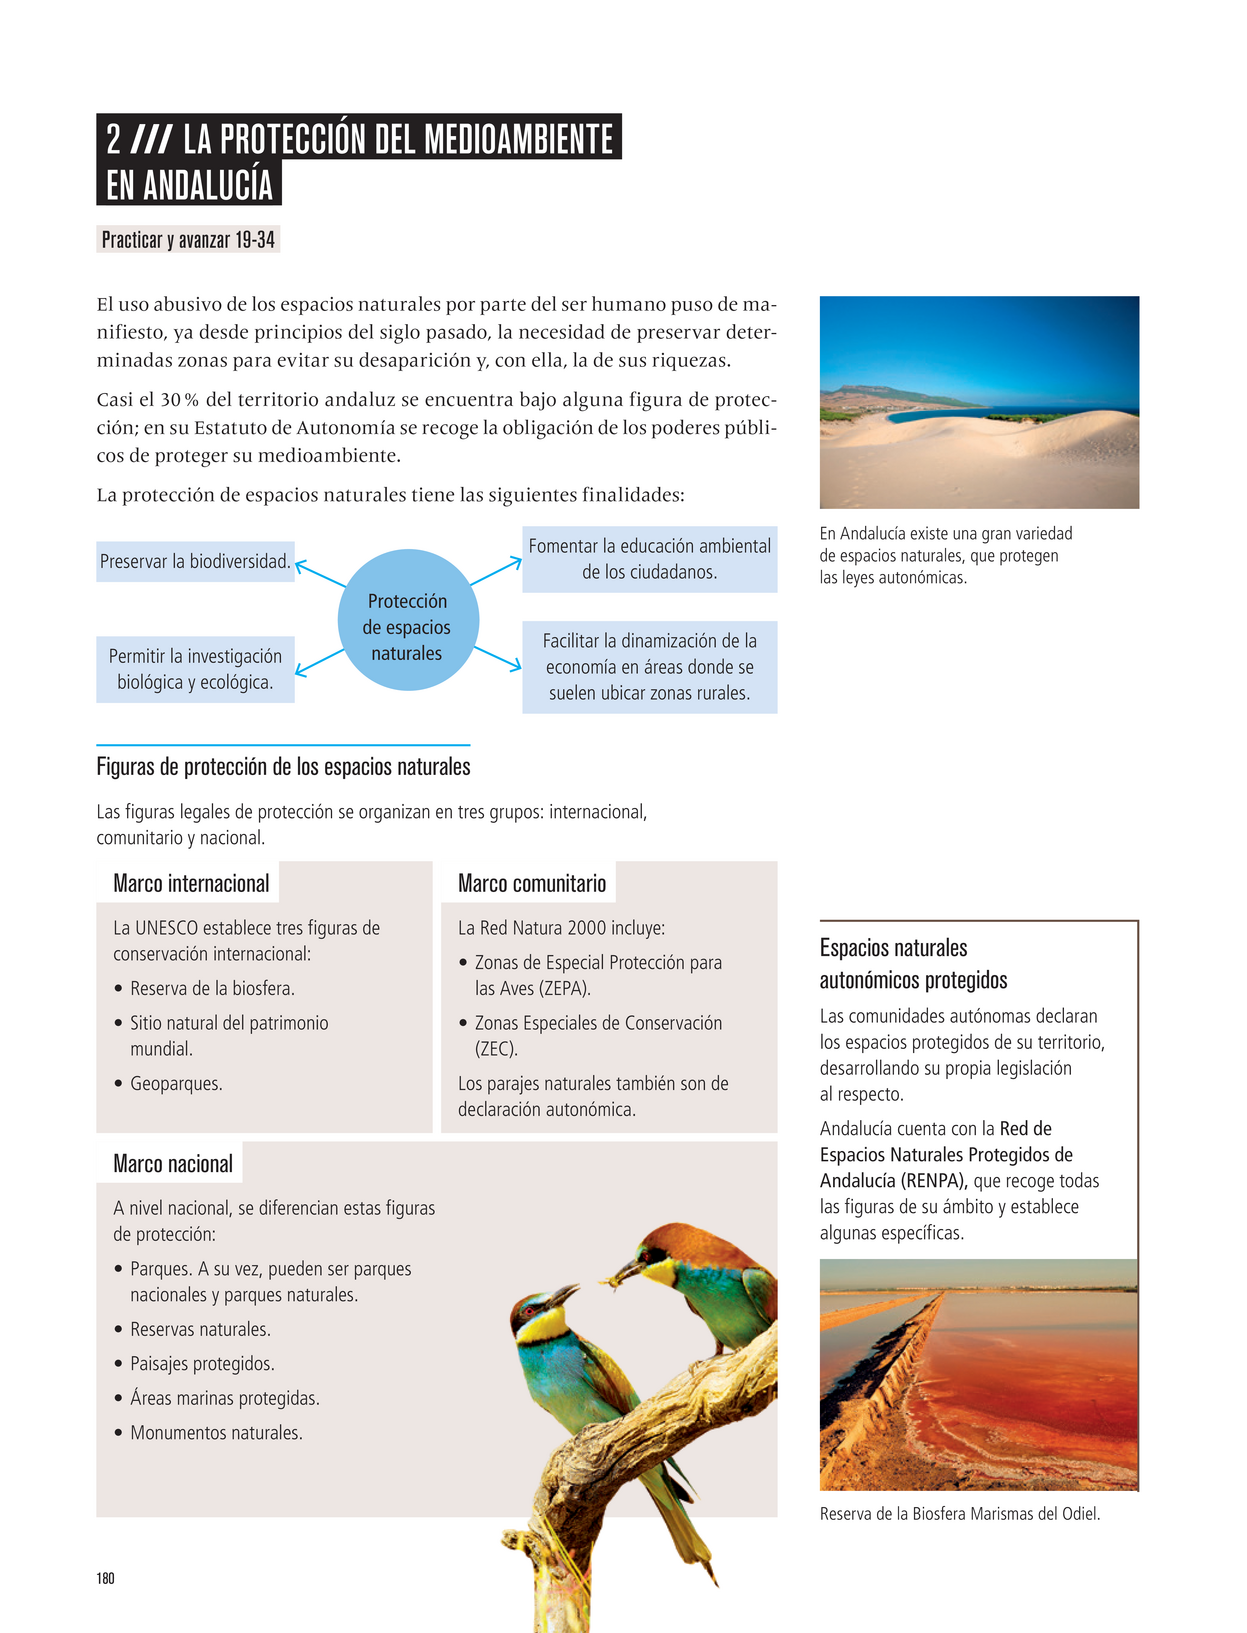 2 /// LA PROTECCIÓN DEL MEDIOAMBIENTE
EN ANDALUCÍA
Practicar y avanzar 19-34
El uso abusivo de los espacios naturales por parte del ser humano puso de ma-
nifiesto, ya desde principios del siglo pasado, la necesidad de preservar deter-
minadas zonas para evitar su desaparición y, con ella, la de sus riquezas.
Casi el 30 % del territorio andaluz se encuentra bajo alguna figura de protec-
ción; en su Estatuto de Autonomía se recoge la obligación de los poderes públi-
cos de proteger su medioambiente.
La protección de espacios naturales tiene las siguientes finalidades:
Preservar la biodiversidad.
Fomentar la educación ambiental
de los ciudadanos.
Protección
de espacios
naturales
Permitir la investigación
biológica y ecológica.
Facilitar la dinamización de la
economía en áreas donde se
suelen ubicar zonas rurales.
En Andalucía existe una gran variedad
de espacios naturales, que protegen
las leyes autonómicas.
Figuras de protección de los espacios naturales
Las figuras legales de protección se organizan en tres grupos: internacional,
comunitario y nacional.
Marco internacional
La UNESCO establece tres figuras de
conservación internacional:
• Reserva de la biosfera.
• Sitio natural del patrimonio
mundial.
• Geoparques.
Marco comunitario
La Red Natura 2000 incluye:
• Zonas de Especial Protección para
las Aves (ZEPA).
• Zonas Especiales de Conservación
(ZEC).
Los parajes naturales también son de
declaración autonómica.
Marco nacional
A nivel nacional, se diferencian estas figuras
de protección:
• Parques. A su vez, pueden ser parques
nacionales y parques naturales.
• Reservas naturales.
• Paisajes protegidos.
• Áreas marinas protegidas.
• Monumentos naturales.
Espacios naturales
autonómicos protegidos
Las comunidades autónomas declaran
los espacios protegidos de su territorio,
desarrollando su propia legislación
al respecto.
Andalucía cuenta con la Red de
Espacios Naturales Protegidos de
Andalucía (RENPA), que recoge todas
las figuras de su ámbito y establece
algunas específicas.
Reserva de la Biosfera Marismas del Odiel.
180